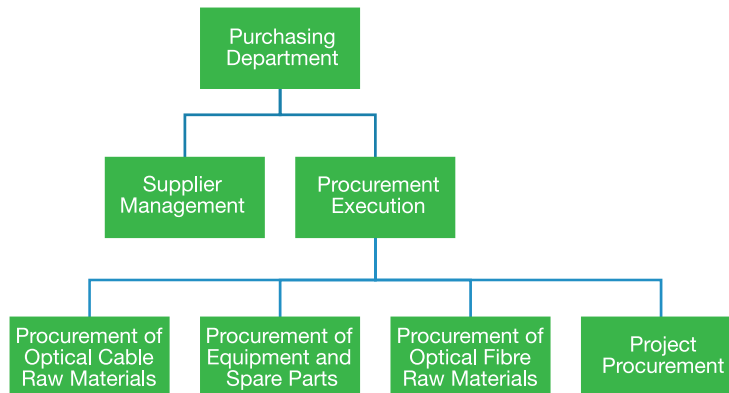 Purchasing
Department
Supplier
Management
Procurement
Execution
Procurement of
Optical Cable
Raw Materials
Procurement of
Equipment and
Spare Parts
Procurement of
Optical Fibre
Raw Materials
Project
Procurement